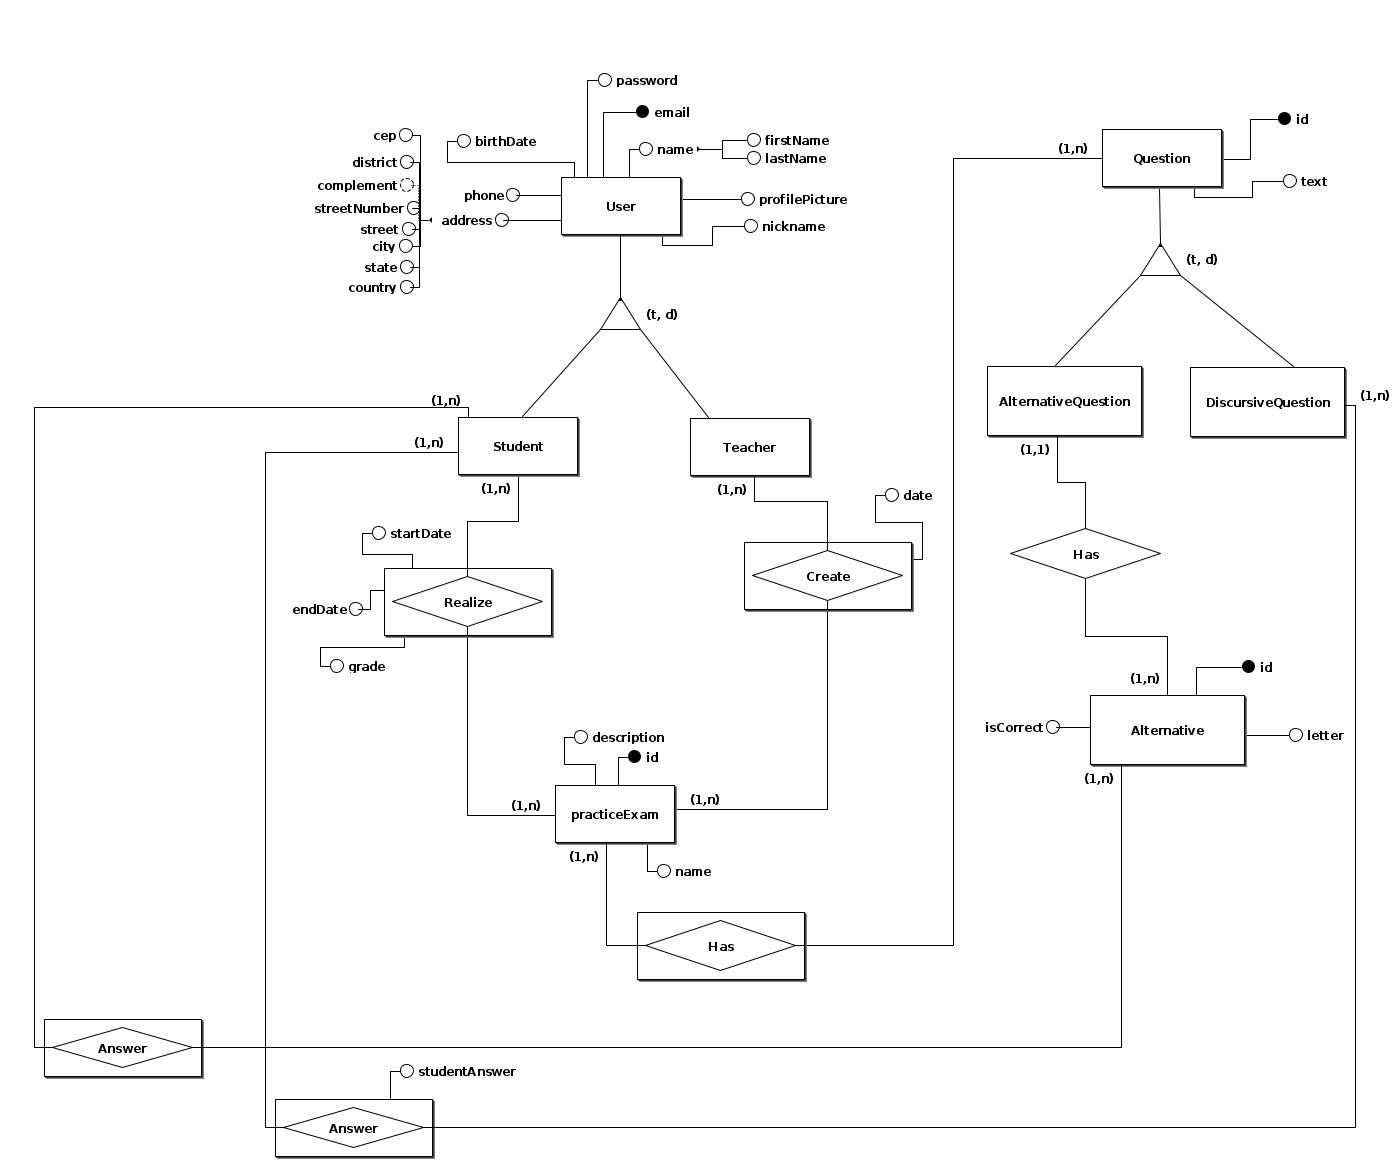 password
email
cep
birthDate
name
firstName
lastName
id
(1,n)
Question
district
complement
streetNumber
street
city
state
country
phone
address
User
profilePicture
nickname
text
(t, d)
(t, d)
(1,n)
(1,n)
Student
Teacher
AlternativeQuestion
DiscursiveQuestion
(1,n)
(1,1)
(1,n)
(1,n)
date
startDate
endDate
Realize
grade
Create
Has
(1,n)
id
isCorrect
Alternative
letter
(1,n)
description
id
(1,n)
practiceExam
(1,n)
(1,n)
name
Has
Answer
studentAnswer
Answer